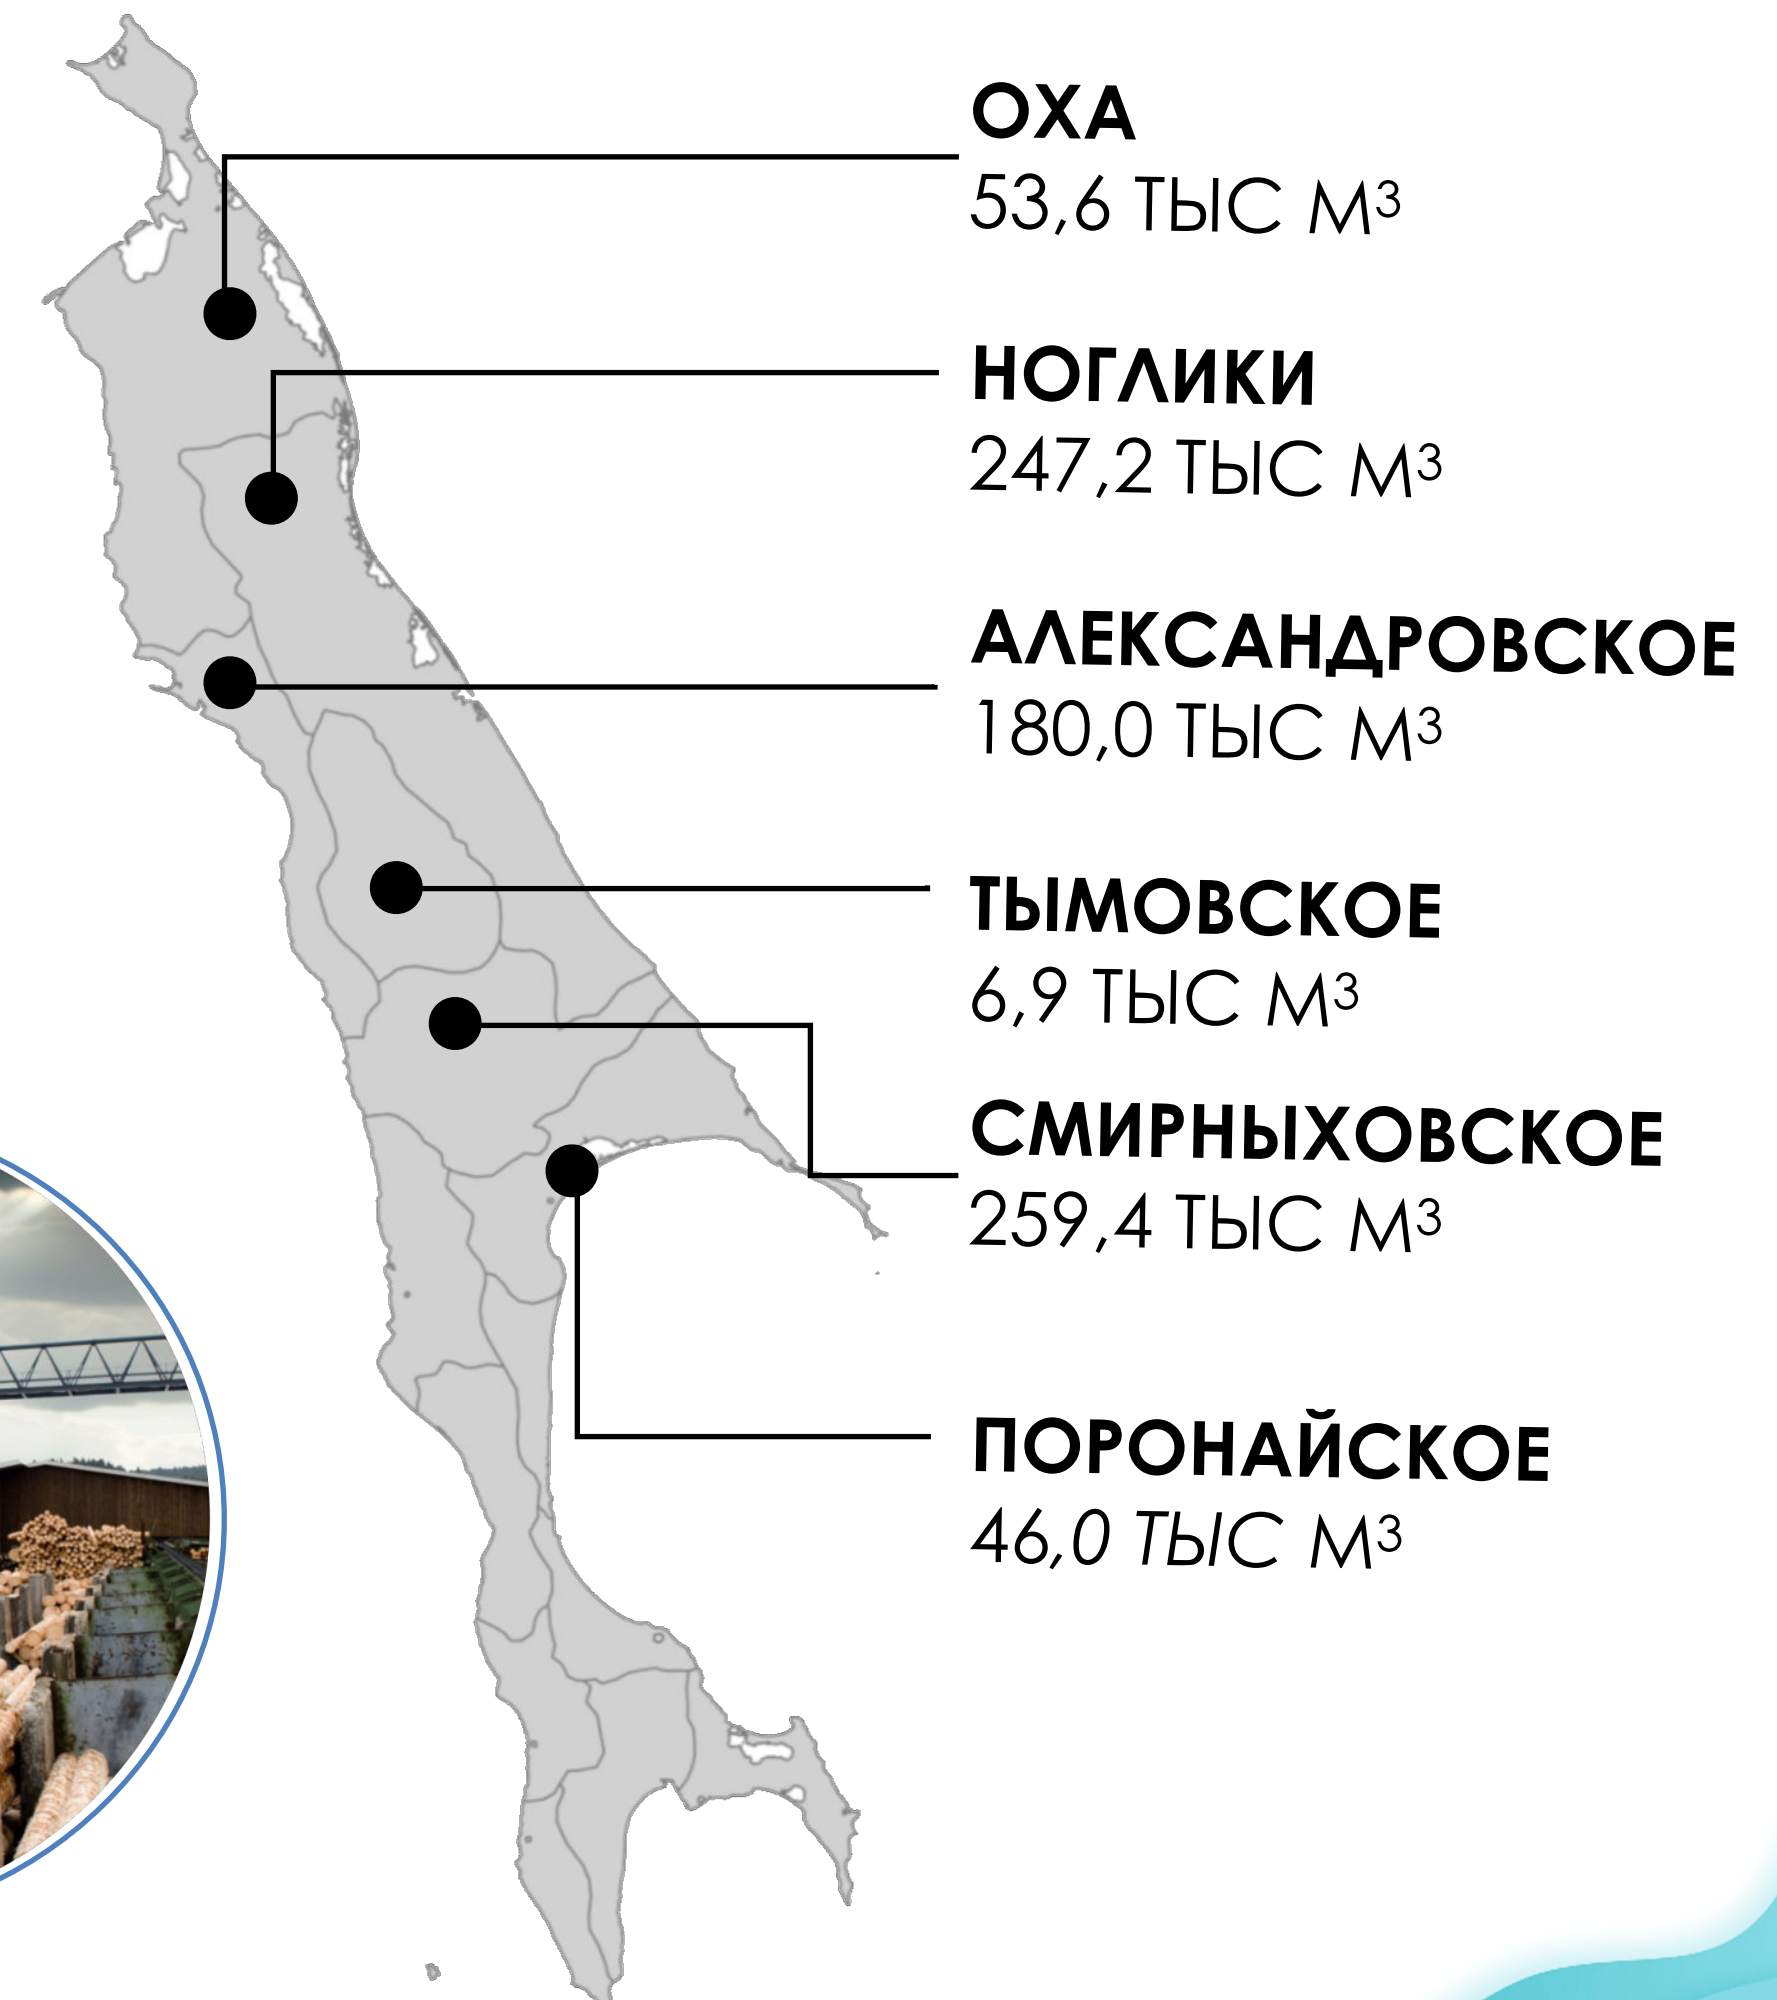 ОХА
53,6 ТЫС М³
НОГЛИКИ
247,2 ТЫС М³
АЛЕКСАНДРОВСКОЕ
180,0 ТЫС М³
ТЫМОВСКОЕ
6,9 ТЫС М³
СМИРНЫХОВСКОЕ
259,4 ТЫС М³
ПОРОНАЙСКОЕ
46,0 ТЫС М³